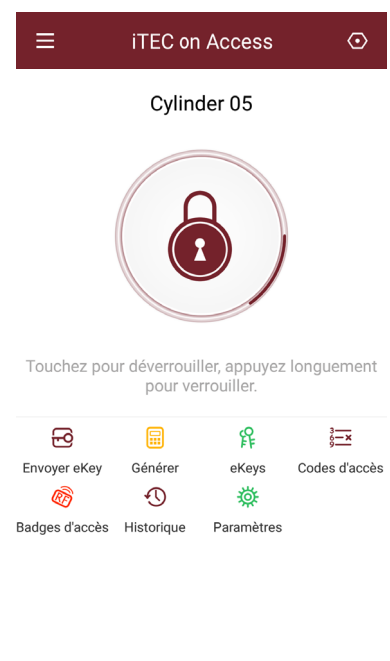 iTEC on Access
Cylinder 05
Touchez pour déverrouiller, appuyez longuement
pour verrouiller.
Envoyer eKey Générer eKeys Codes d'accès
RF
Badges d'accès Historique Paramètres